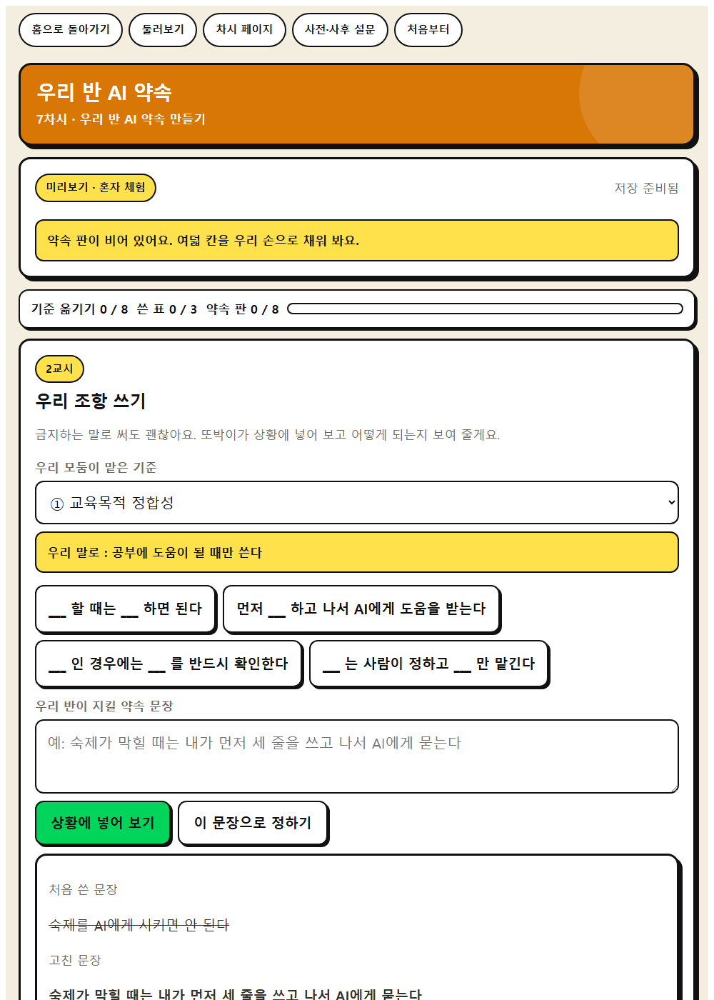 홈으로 돌아가기 둘러보기 차시 페이지 사전·사후 설문 처음부터
우리 반 AI 약속
7차시 · 우리 반 AI 약속 만들기
미리보기 · 혼자 체험 저장 준비됨
약속 판이 비어 있어요. 여덟 칸을 우리 손으로 채워 봐요.
기준 옮기기 0 / 8 쓴 표 0 / 3 약속 판 0 / 8
2교시
우리 조항 쓰기
금지하는 말로 써도 괜찮아요. 또박이가 상황에 넣어 보고 어떻게 되는지 보여 줄게요.
우리 모둠이 맡은 기준
① 교육목적 정합성
우리 말로 : 공부에 도움이 될 때만 쓴다
___ 할 때는 ___ 하면 된다 먼저 ___ 하고 나서 AI에게 도움을 받는다
___ 인 경우에는 ___ 를 반드시 확인한다 ___ 는 사람이 정하고 ___ 만 맡긴다
우리 반이 지킬 약속 문장
예: 숙제가 막힐 때는 내가 먼저 세 줄을 쓰고 나서 AI에게 묻는다
상황에 넣어 보기 이 문장으로 정하기
처음 쓴 문장
숙제를 AI에게 시키면 안 된다
고친 문장
숙제가 막힐 때는 내가 먼저 세 줄을 쓰고 나서 AI에게 묻는다